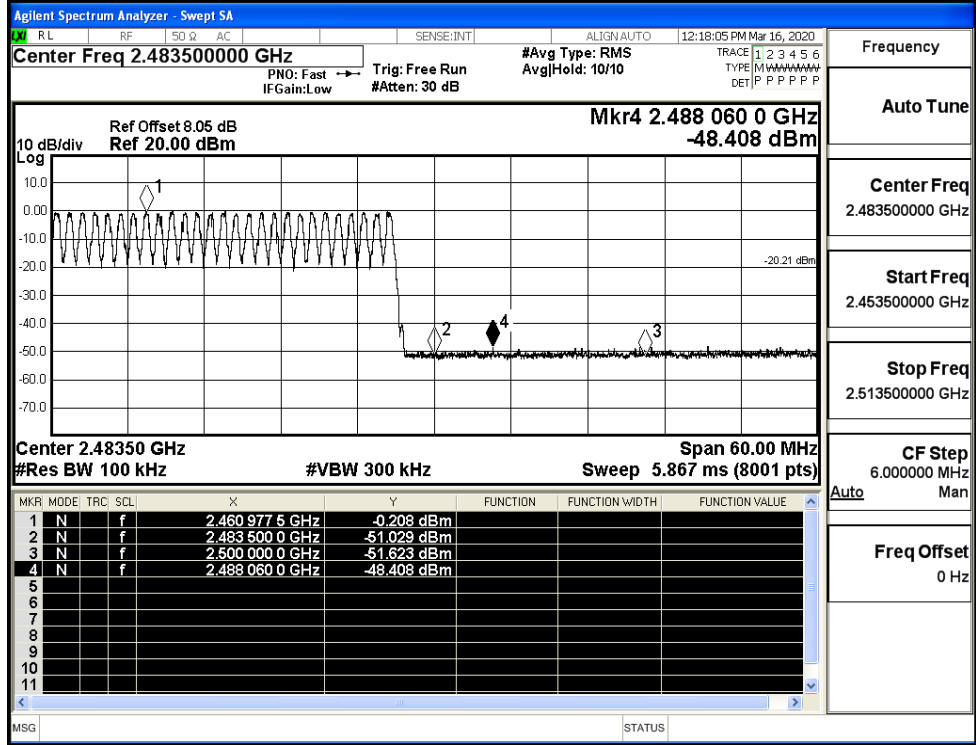 Agilent Spectrum Analyzer - Swept SA
LXI RL RF 50 Ω AC SENSE:INT ALIGN AUTO 12:18:05 PM Mar 16, 2020
Center Freq 2.483500000 GHz
PNO: Fast
IFGain:Low
Trig: Free Run
#Atten: 30 dB
#Avg Type: RMS
Avg|Hold: 10/10
TRACE 1 2 3 4 5 6
TYPE M
DET P P P P P P
Frequency
Auto Tune
Center Freq
2.483500000 GHz
Start Freq
2.453500000 GHz
Stop Freq
2.513500000 GHz
CF Step
6.000000 MHz
Auto Man
Freq Offset
0 Hz
Mkr4 2.488 060 0 GHz
-48.408 dBm
Ref Offset 8.05 dB
10 dB/div Ref 20.00 dBm
Log
10.0
0.00
-10.0
-20.0
-30.0
-40.0
-50.0
-60.0
-70.0
1
2
4
3
-20.21 dBm
Center 2.48350 GHz Span 60.00 MHz
#Res BW 100 kHz #VBW 300 kHz Sweep 5.867 ms (8001 pts)
MKR MODE TRC SCL X Y FUNCTION FUNCTION WIDTH FUNCTION VALUE
1 N f 2.460 977 5 GHz -0.208 dBm
2 N f 2.483 500 0 GHz -51.029 dBm
3 N f 2.500 000 0 GHz -51.623 dBm
4 N f 2.488 060 0 GHz -48.408 dBm
5
6
7
8
9
10
11
MSG STATUS